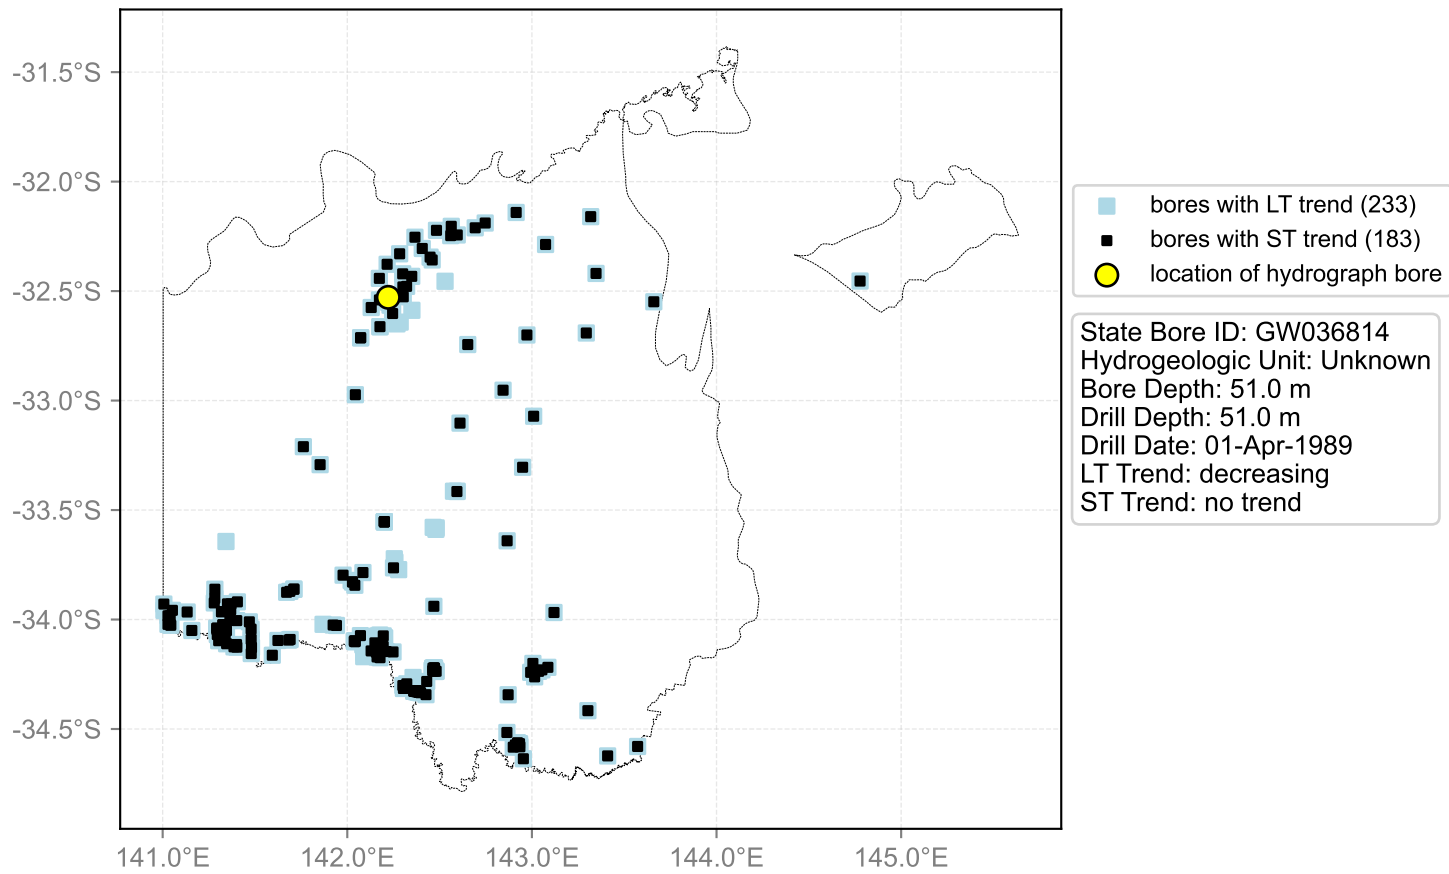 -31.5°S
-32.0°S
-32.5°S
-33.0°S
-33.5°S
-34.0°S
-34.5°S
141.0°E
142.0°E
143.0°E
144.0°E
145.0°E
bores with LT trend (233)
bores with ST trend (183)
location of hydrograph bore
State Bore ID: GW036814
Hydrogeologic Unit: Unknown
Bore Depth: 51.0 m
Drill Depth: 51.0 m
Drill Date: 01-Apr-1989
LT Trend: decreasing
ST Trend: no trend